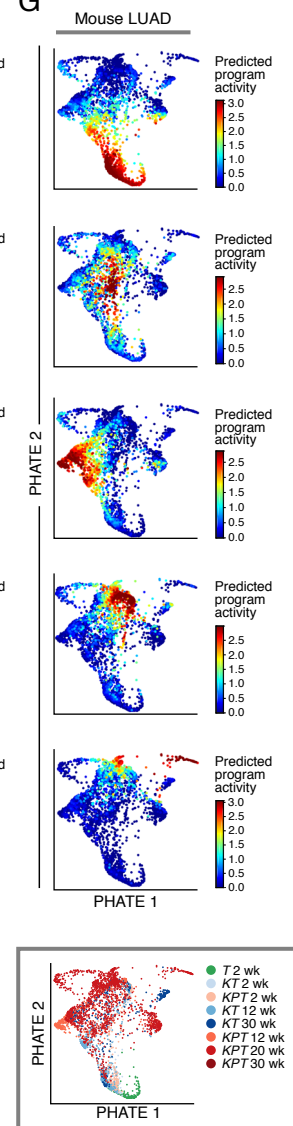 G
Mouse LUAD
Predicted
program
activity
3.0
2.5
2.0
1.5
1.0
0.5
0.0
Predicted
program
activity
2.5
2.0
1.5
1.0
0.5
0.0
Predicted
program
activity
2.5
2.0
1.5
1.0
0.5
0.0
PHATE 2
Predicted
program
activity
2.5
2.0
1.5
1.0
0.5
0.0
Predicted
program
activity
3.0
2.5
2.0
1.5
1.0
0.5
0.0
PHATE 1
PHATE 2
T 2 wk
KT 2 wk
KPT 2 wk
KT 12 wk
KT 30 wk
KPT 12 wk
KPT 20 wk
KPT 30 wk
PHATE 1